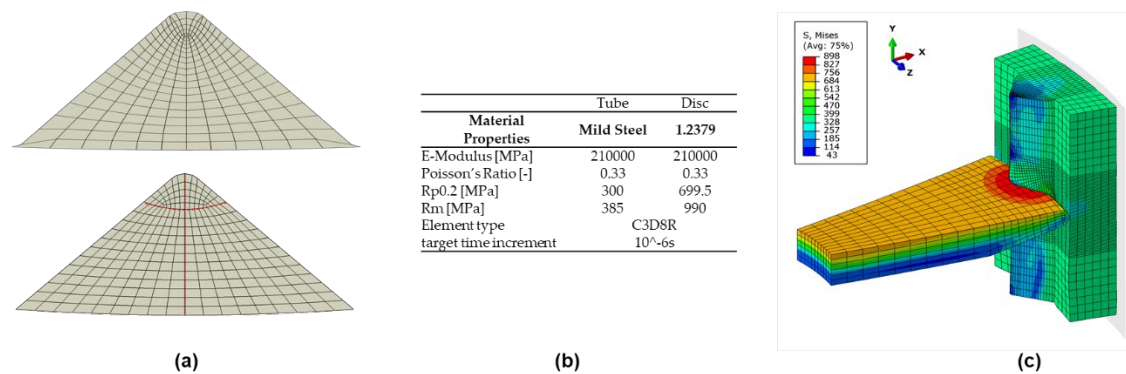 Tube Disc
Material Properties Mild Steel 1.2379
E-Modulus [MPa] 210000 210000
Poisson's Ratio [-] 0.33 0.33
Rp0.2 [MPa] 300 699.5
Rm [MPa] 385 990
Element type C3D8R
target time increment 10^-6s
S, Mises
(Avg: 75%)
898
827
756
684
613
542
470
399
328
257
185
114
43
Y
X
Z
(a)
(b)
(c)